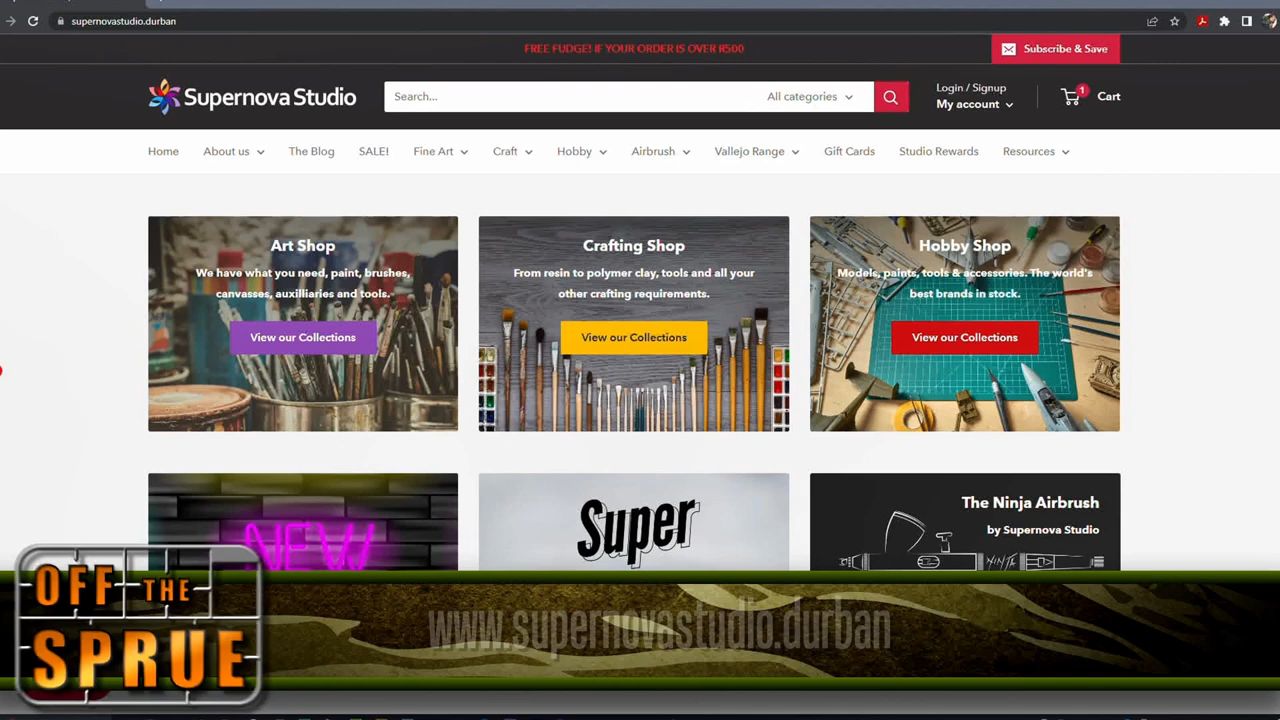 supernovastudio.durban
FREE FUDGE! IF YOUR ORDER IS OVER R500
Subscribe & Save
Supernova Studio
Search...
All categories
Login / Signup
My account
1
Cart
Home
About us
The Blog
SALE!
Fine Art
Craft
Hobby
Airbrush
Vallejo Range
Gift Cards
Studio Rewards
Resources
Art Shop
We have what you need, paint, brushes,
canvasses, auxilliaries and tools.
View our Collections
Crafting Shop
From resin to polymer clay, tools and all your
other crafting requirements.
View our Collections
Hobby Shop
Models, paints, tools & accessories. The world's
best brands in stock.
View our Collections
NEW
Super
The Ninja Airbrush
by Supernova Studio
NINJA
OFF THE
SPRUE
www.supernovastudio.durban